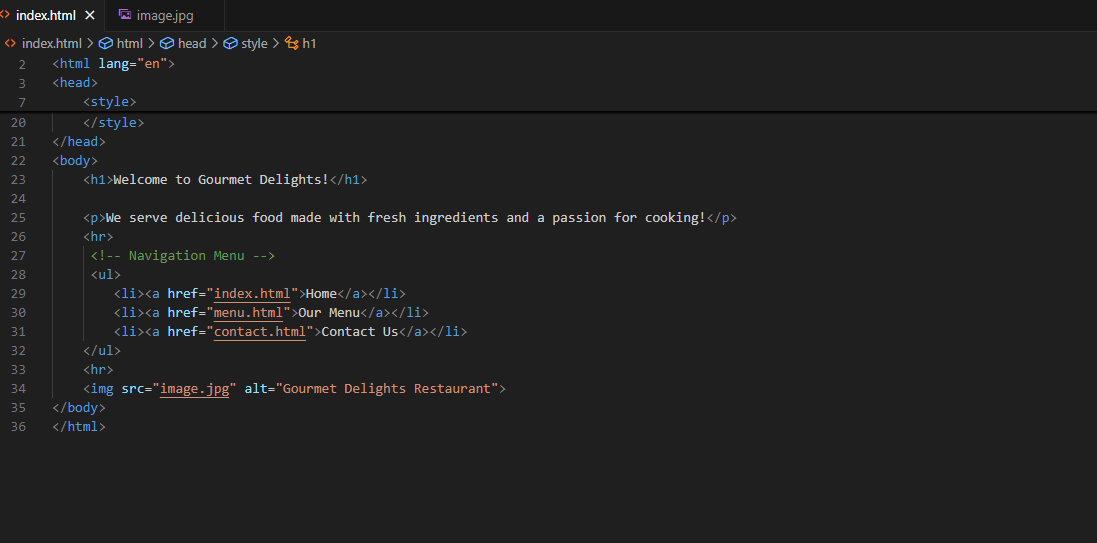 index.html image.jpg
index.html > html > head > style > h1
2 <html lang="en">
3 <head>
7 <style>
20 </style>
21 </head>
22 <body>
23 <h1>Welcome to Gourmet Delights!</h1>
24
25 <p>We serve delicious food made with fresh ingredients and a passion for cooking!</p>
26 <hr>
27 <!-- Navigation Menu -->
28 <ul>
29 <li><a href="index.html">Home</a></li>
30 <li><a href="menu.html">Our Menu</a></li>
31 <li><a href="contact.html">Contact Us</a></li>
32 </ul>
33 <hr>
34 <img src="image.jpg" alt="Gourmet Delights Restaurant">
35 </body>
36 </html>